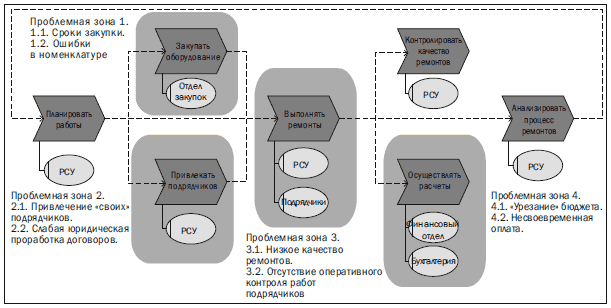 Проблемная зона 1.
1.1. Сроки закупки.
1.2. Ошибки
в номенклатуре
Закупать
оборудование
Отдел
закупок
Контролировать
качество
ремонтов
РСУ
Планировать
работы
РСУ
Выполнять
ремонты
РСУ
Подрядчики
Анализировать
процесс
ремонтов
РСУ
Привлекать
подрядчиков
РСУ
Осуществлять
расчеты
Финансовый
отдел
Бухгалтерия
Проблемная зона 2.
2.1. Привлечение «своих»
подрядчиков.
2.2. Слабая юридическая
проработка договоров.
Проблемная зона 3.
3.1. Низкое качество
ремонтов.
3.2. Отсутствие оперативного
контроля работ
подрядчиков
Проблемная зона 4.
4.1. «Урезание» бюджета.
4.2. Несвоевременная
оплата.